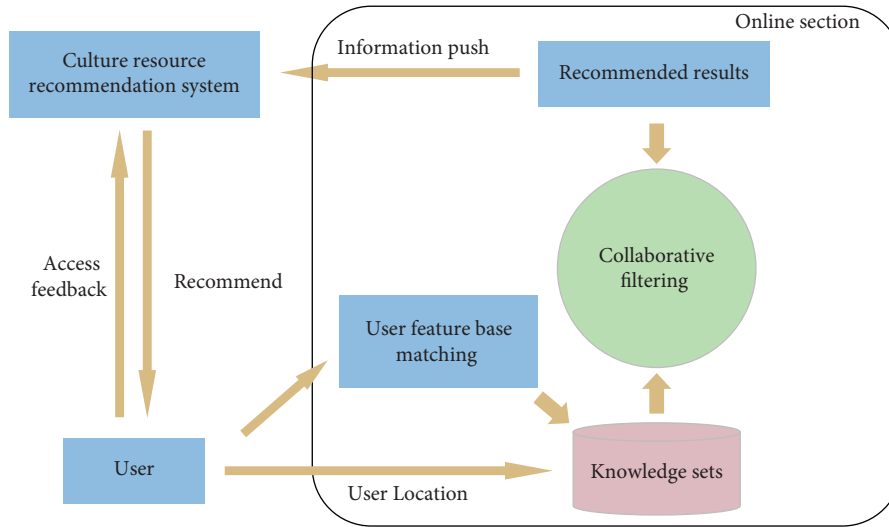 Online section
Information push
Culture resource
recommendation system
Recommended results
Access
feedback
Recommend
Collaborative
filtering
User feature base
matching
User
User Location
Knowledge sets